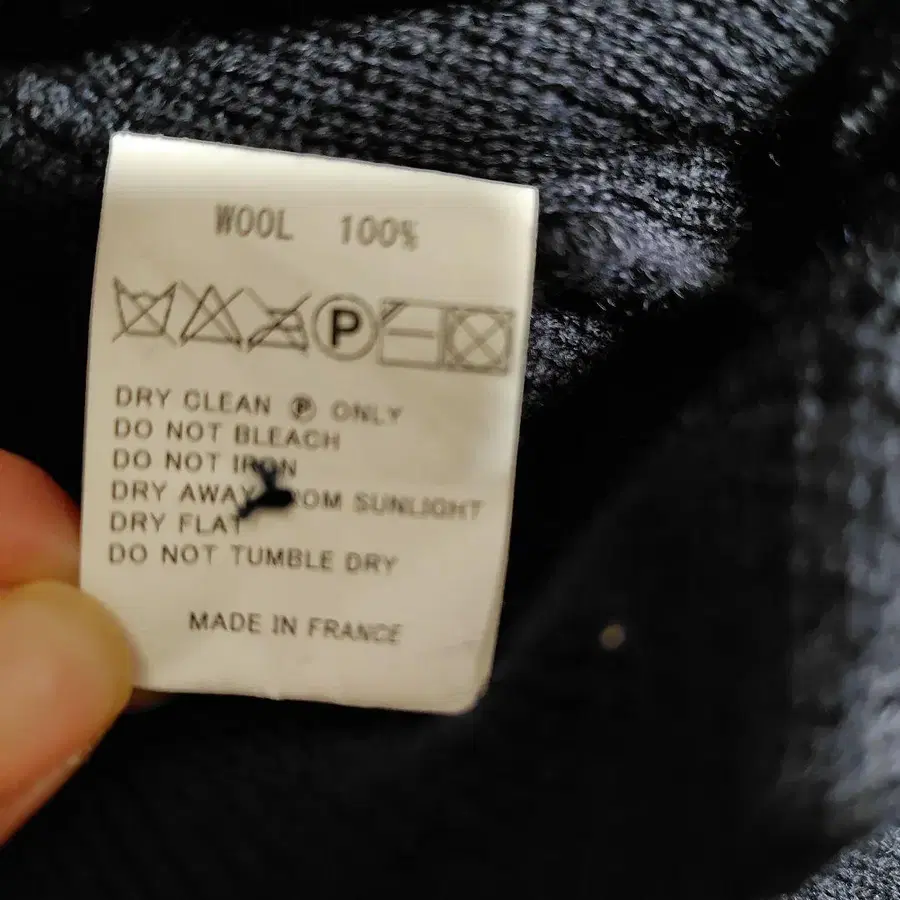 WOOL 100%
P
DRY CLEAN Ⓟ ONLY
DO NOT BLEACH
DO NOT IRON
DRY AWAY FROM SUNLIGHT
DRY FLAT
DO NOT TUMBLE DRY
MADE IN FRANCE